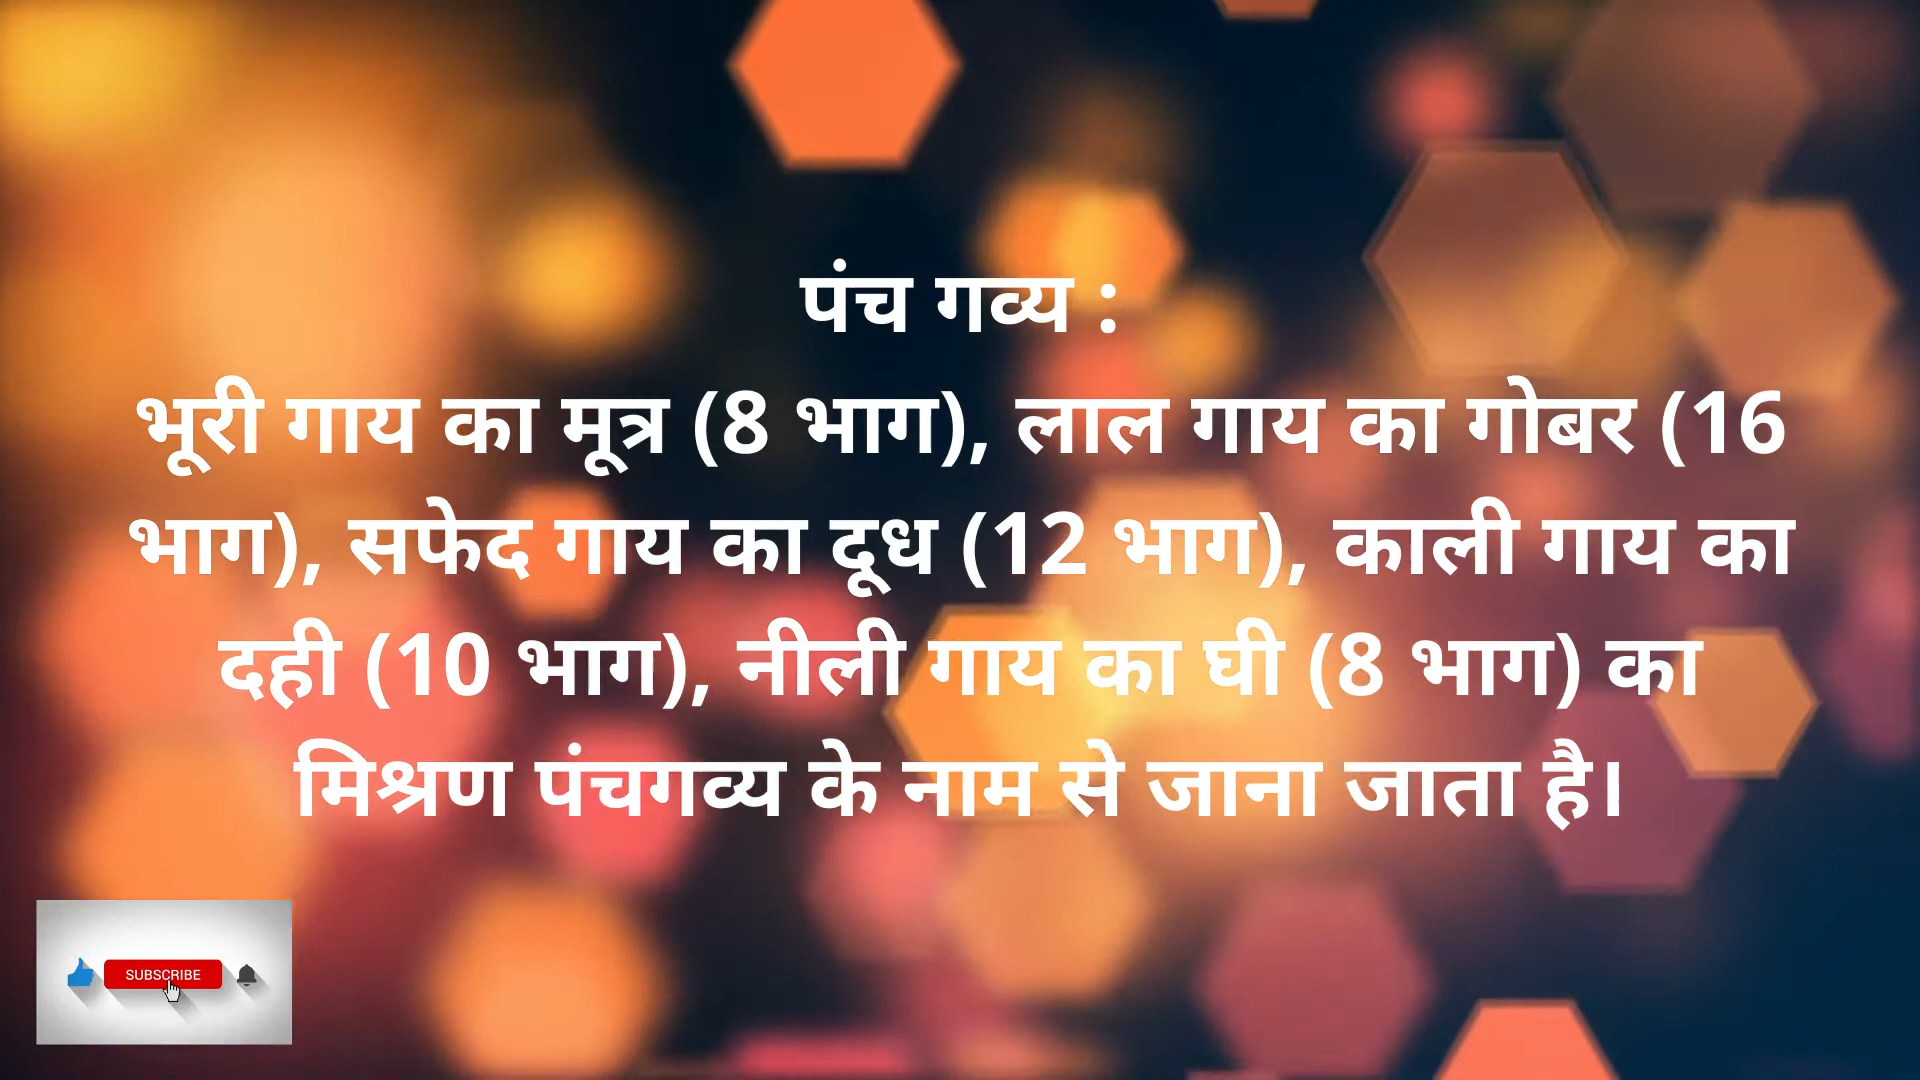 पंच गव्य :
भूरी गाय का मूत्र (8 भाग), लाल गाय का गोबर (16
भाग), सफेद गाय का दूध (12 भाग), काली गाय का
दही (10 भाग), नीली गाय का घी (8 भाग) का
मिश्रण पंचगव्य के नाम से जाना जाता है।
SUBSCRIBE